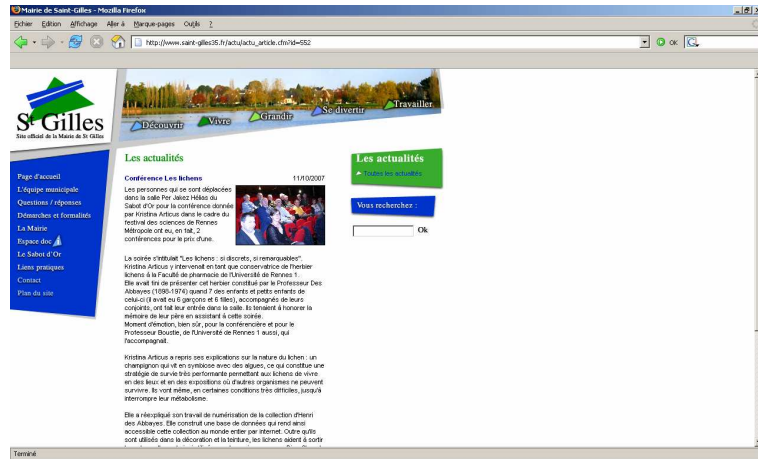 Mairie de Saint-Gilles - Mozilla Firefox
Fichier Edition Affichage Aller à Marque-pages Outils ?
http://www.saint-gilles35.fr/actu/actu_article.cfm?id=552
OK
St Gilles
Site officiel de la Mairie de St Gilles
Découvrir
Vivre
Grandir
Se divertir
Travailler
Page d'accueil
L'équipe municipale
Questions / réponses
Démarches et formalités
La Mairie
Espace doc
Le Sabot d'Or
Liens pratiques
Contact
Plan du site
Les actualités
Conférence Les lichens 11/10/2007
Les personnes qui se sont déplacées
dans la salle Per Jakez Hélias du
Sabot d'Or pour la conférence donnée
par Kristina Articus dans le cadre du
festival des sciences de Rennes
Métropole ont eu, en fait, 2
conférences pour le prix d'une.
La soirée s'intitulait "Les lichens : si discrets, si remarquables".
Kristina Articus y intervenait en tant que conservatrice de l'herbier
lichens à la Faculté de pharmacie de l'Université de Rennes 1.
Elle avait fini de présenter cet herbier constitué par le Professeur Des
Abbayes (1898-1974) quand 7 des enfants et petits enfants de
celui-ci (il avait eu 6 garçons et 6 filles), accompagnés de leurs
conjoints, ont fait leur entrée dans la salle. Ils tenaient à honorer la
mémoire de leur père en assistant à cette soirée.
Moment d'émotion, bien sûr, pour la conférencière et pour le
Professeur Boustie, de l'Université de Rennes 1 aussi, qui
l'accompagnait.
Kristina Articus a repris ses explications sur la nature du lichen : un
champignon qui vit en symbiose avec des algues, ce qui constitue une
stratégie de survie très performante permettant aux lichens de vivre
en des lieux et en des expositions où d'autres organismes ne peuvent
survivre. Ils vont même, en certaines conditions très difficiles, jusqu'à
interrompre leur métabolisme.
Elle a réexpliqué son travail de numérisation de la collection d'Henri
des Abbayes. Elle construit une base de données qui rend ainsi
accessible cette collection au monde entier par internet. Outre qu'ils
sont utilisés dans la décoration et la teinture, les lichens aident à sortir
Les actualités
Toutes les actualités
Vous recherchez :
Ok
Terminé